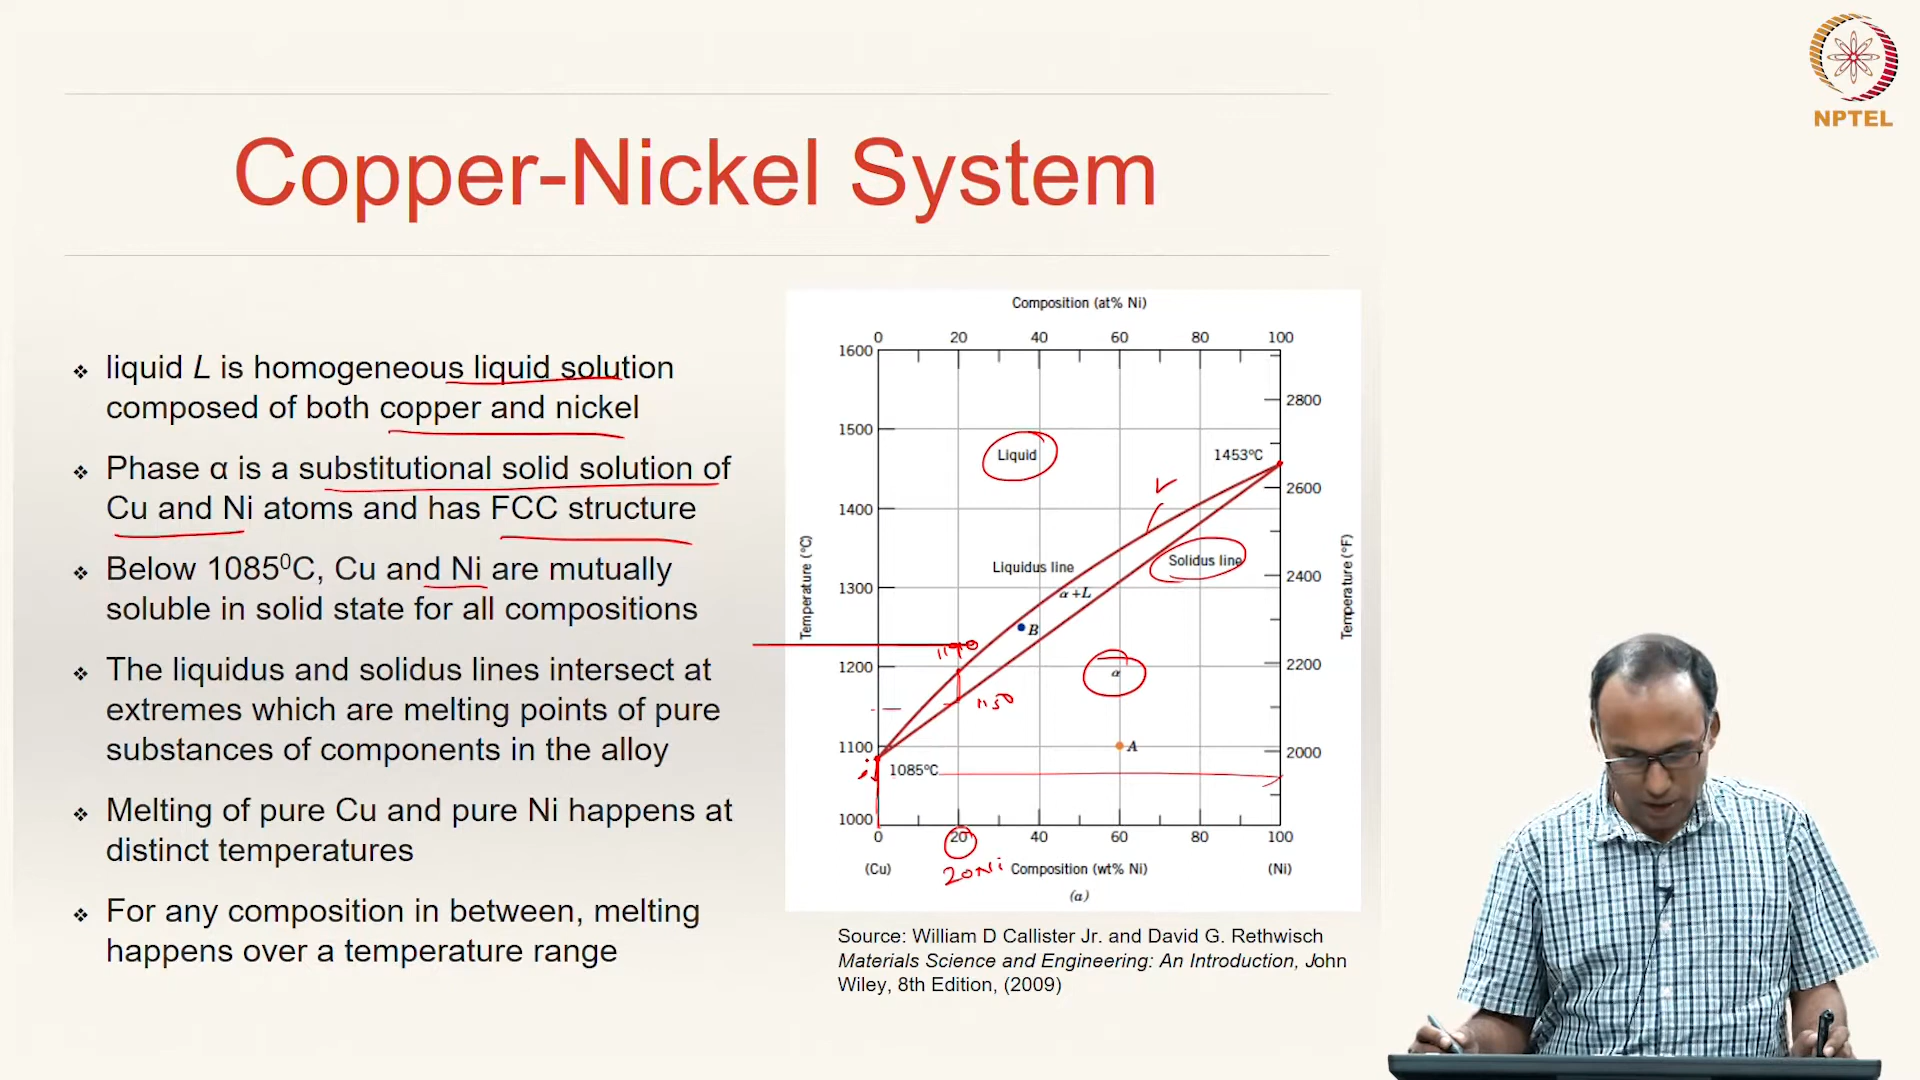 NPTEL
Copper-Nickel System
❖ liquid L is homogeneous liquid solution
composed of both copper and nickel
❖ Phase α is a substitutional solid solution of
Cu and Ni atoms and has FCC structure
❖ Below 1085⁰C, Cu and Ni are mutually
soluble in solid state for all compositions
❖ The liquidus and solidus lines intersect at
extremes which are melting points of pure
substances of components in the alloy
❖ Melting of pure Cu and pure Ni happens at
distinct temperatures
❖ For any composition in between, melting
happens over a temperature range
Composition (at% Ni)
0 20 40 60 80 100
1600
2800
1500
Liquid
1453°C
2600
1400
Temperature (°C)
Temperature (°F)
Solidus line
Liquidus line
2400
1300
α + L
B
1190
1200
2200
α
1150
1100
A
2000
1085°C
1000
0 20 40 60 80 100
(Cu) 20Ni Composition (wt% Ni) (Ni)
(a)
Source: William D Callister Jr. and David G. Rethwisch
Materials Science and Engineering: An Introduction, John
Wiley, 8th Edition, (2009)